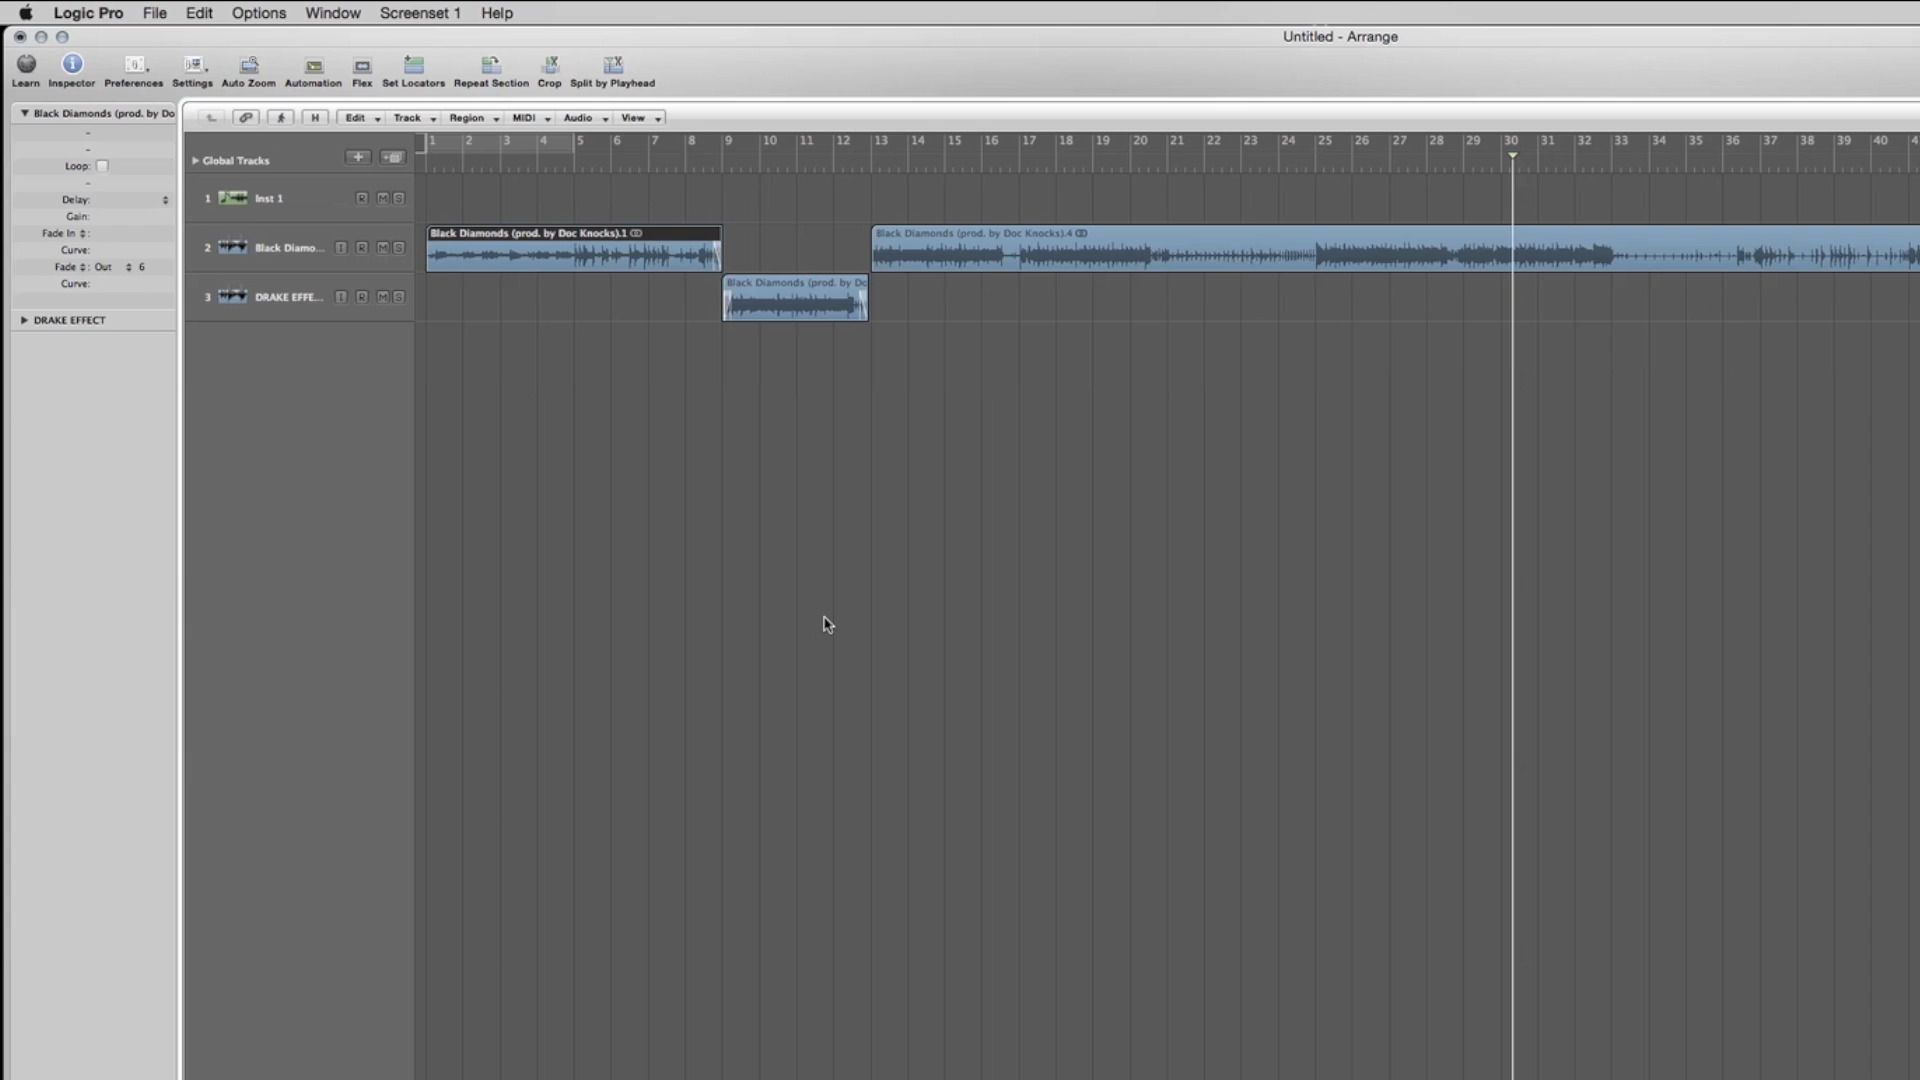 Logic Pro File Edit Options Window Screenset 1 Help
Untitled - Arrange
Learn Inspector Preferences Settings Auto Zoom Automation Flex Set Locators Repeat Section Crop Split by Playhead
Black Diamonds (prod. by Do
H Edit Track Region MIDI Audio View
1 2 3 4 5 6 7 8 9 10 11 12 13 14 15 16 17 18 19 20 21 22 23 24 25 26 27 28 29 30 31 32 33 34 35 36 37 38 39 40
Global Tracks
Loop:
Delay:
Gain:
Fade In :
Curve:
Fade : Out 6
Curve:
DRAKE EFFECT
1 Inst 1 R M S
2 Black Diamo... I R M S
3 DRAKE EFFE... I R M S
Black Diamonds (prod. by Doc Knocks).1
Black Diamonds (prod. by Doc Knocks).4
Black Diamonds (prod. by Do